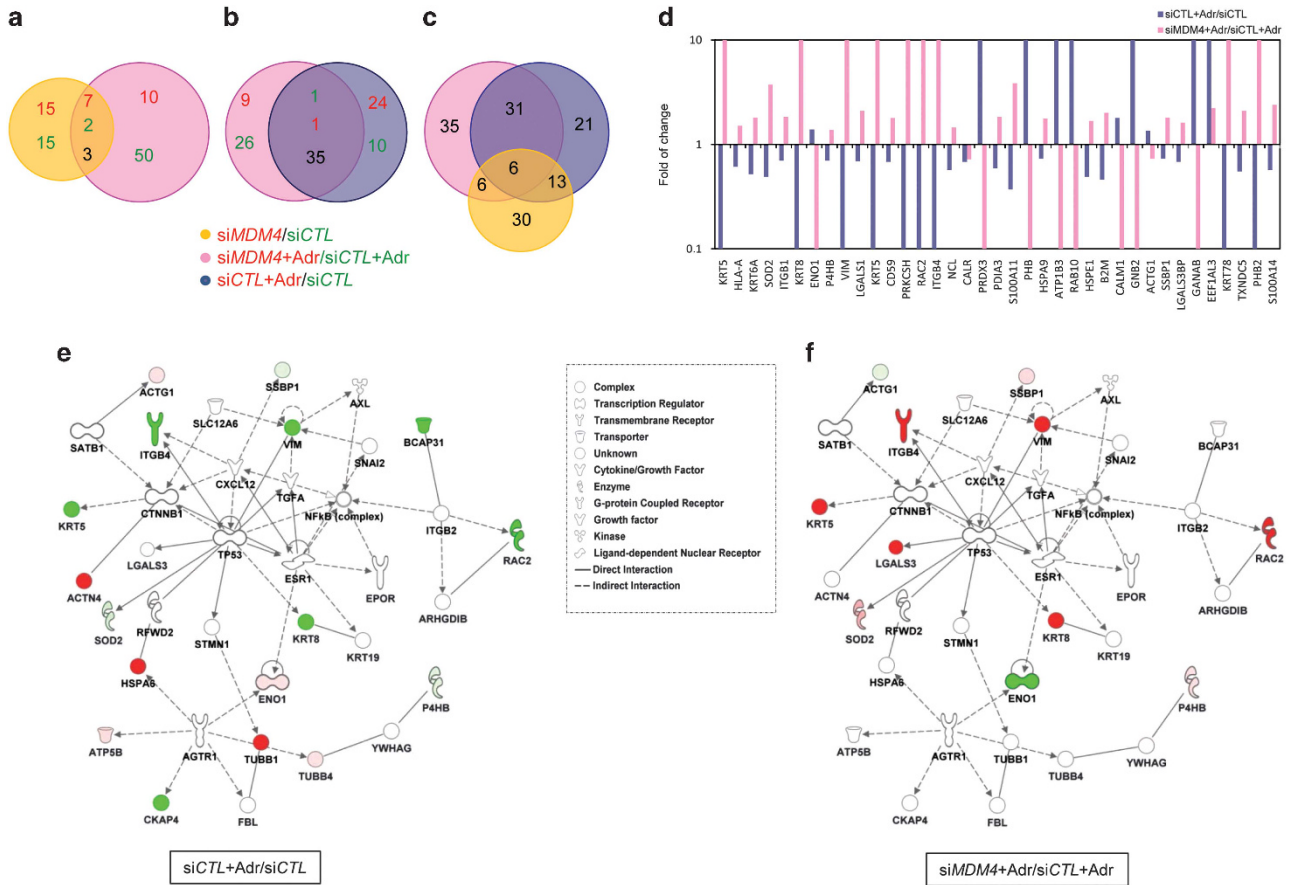 a
b
c
d
15
7
10
15
2
3
50
9
1
24
26
1
35
10
35
31
21
6
6
13
30
siMDM4/siCTL
siMDM4+Adr/siCTL+Adr
siCTL+Adr/siCTL
siCTL+Adr/siCTL
siMDM4+Adr/siCTL+Adr
Fold of change
10
1
0.1
KRT5
HLA-A
KRT6A
SOD2
ITGB1
KRT8
ENO1
P4HB
VIM
LGALS1
KRT5
CD59
PRKCSH
RAC2
ITGB4
NCL
CALR
PRDX3
PDIA3
S100A11
PHB
HSPA9
ATP1B3
RAB10
HSPE1
B2M
CALM1
GNB2
ACTG1
SSBP1
LGALS3BP
GANAB
EEF1AL3
KRT78
TXNDC5
PHB2
S100A14
e
ACTG1
SSBP1
AXL
SATB1
ITGB4
SLC12A6
VIM
SNAI2
BCAP31
CXCL12
TGFA
KRT5
CTNNB1
NFkB (complex)
ITGB2
TP53
RAC2
LGALS3
ESR1
ACTN4
EPOR
ARHGDIB
SOD2
RFWD2
STMN1
KRT8
KRT19
HSPA6
ENO1
P4HB
ATP5B
AGTR1
TUBB1
TUBB4
YWHAG
CKAP4
FBL
siCTL+Adr/siCTL
Complex
Transcription Regulator
Transmembrane Receptor
Transporter
Unknown
Cytokine/Growth Factor
Enzyme
G-protein Coupled Receptor
Growth factor
Kinase
Ligand-dependent Nuclear Receptor
Direct Interaction
Indirect Interaction
f
ACTG1
SSBP1
AXL
SATB1
ITGB4
SLC12A6
VIM
SNAI2
BCAP31
CXCL12
TGFA
KRT5
CTNNB1
NFkB (complex)
ITGB2
TP53
RAC2
LGALS3
ESR1
ACTN4
EPOR
ARHGDIB
SOD2
RFWD2
STMN1
KRT8
KRT19
HSPA6
ENO1
P4HB
ATP5B
AGTR1
TUBB1
TUBB4
YWHAG
CKAP4
FBL
siMDM4+Adr/siCTL+Adr